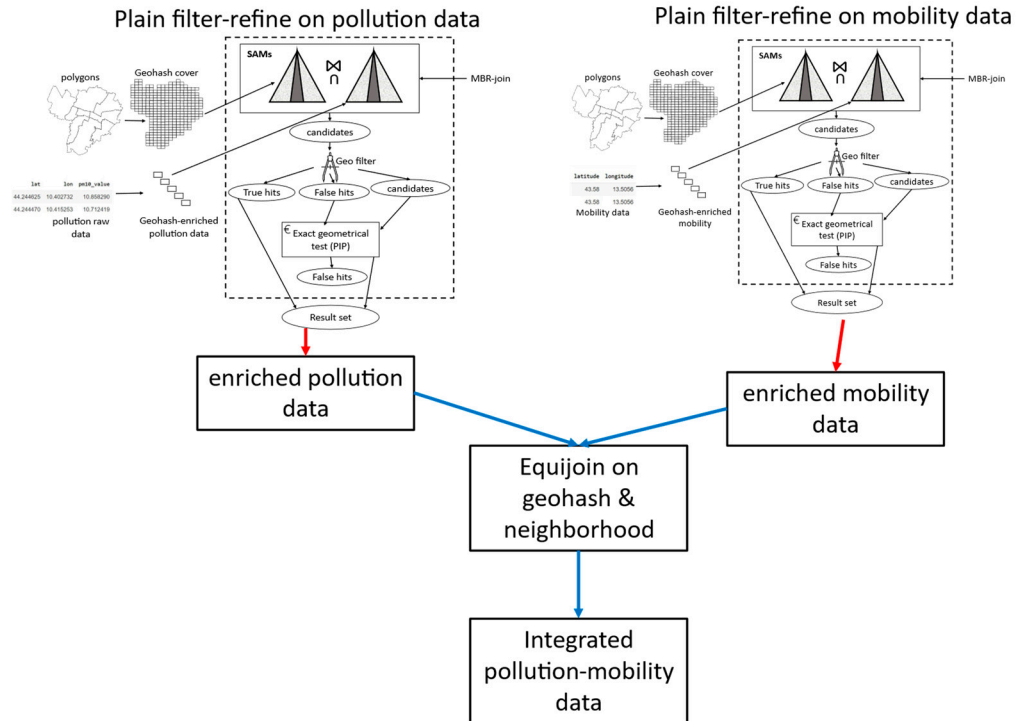 Plain filter-refine on pollution data
polygons
Geohash cover
SAMs
⋈
∩
MBR-join
candidates
Geo filter
True hits
False hits
candidates
lat lon pm10_value
44.244625 10.402732 10.858290
44.244470 10.415253 10.712419
pollution raw
data
Geohash-enriched
pollution data
€ Exact geometrical
test (PIP)
False hits
Result set
enriched pollution
data
Plain filter-refine on mobility data
polygons
Geohash cover
SAMs
⋈
∩
MBR-join
candidates
Geo filter
True hits
False hits
candidates
latitude longitude
43.58 13.5056
43.58 13.5056
Mobility data
Geohash-enriched
mobility
€ Exact geometrical
test (PIP)
False hits
Result set
enriched mobility
data
Equijoin on
geohash &
neighborhood
Integrated
pollution-mobility
data